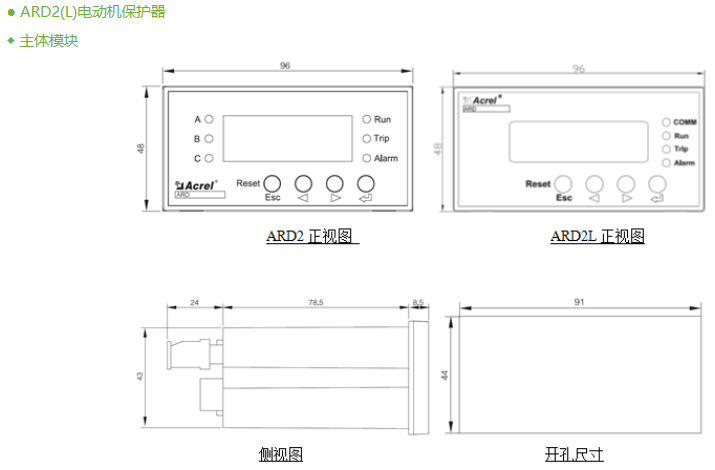 ● ARD2(L)电动机保护器
◆ 主体模块
96
48
A
B
C
Run
Trip
Alarm
Acrel
ARD
Reset
Esc
ARD2 正视图
96
48
Acrel
ARD
COMM
Run
Trip
Alarm
Reset
Esc
ARD2L 正视图
24
78.5
8.5
43
侧视图
91
44
开孔尺寸